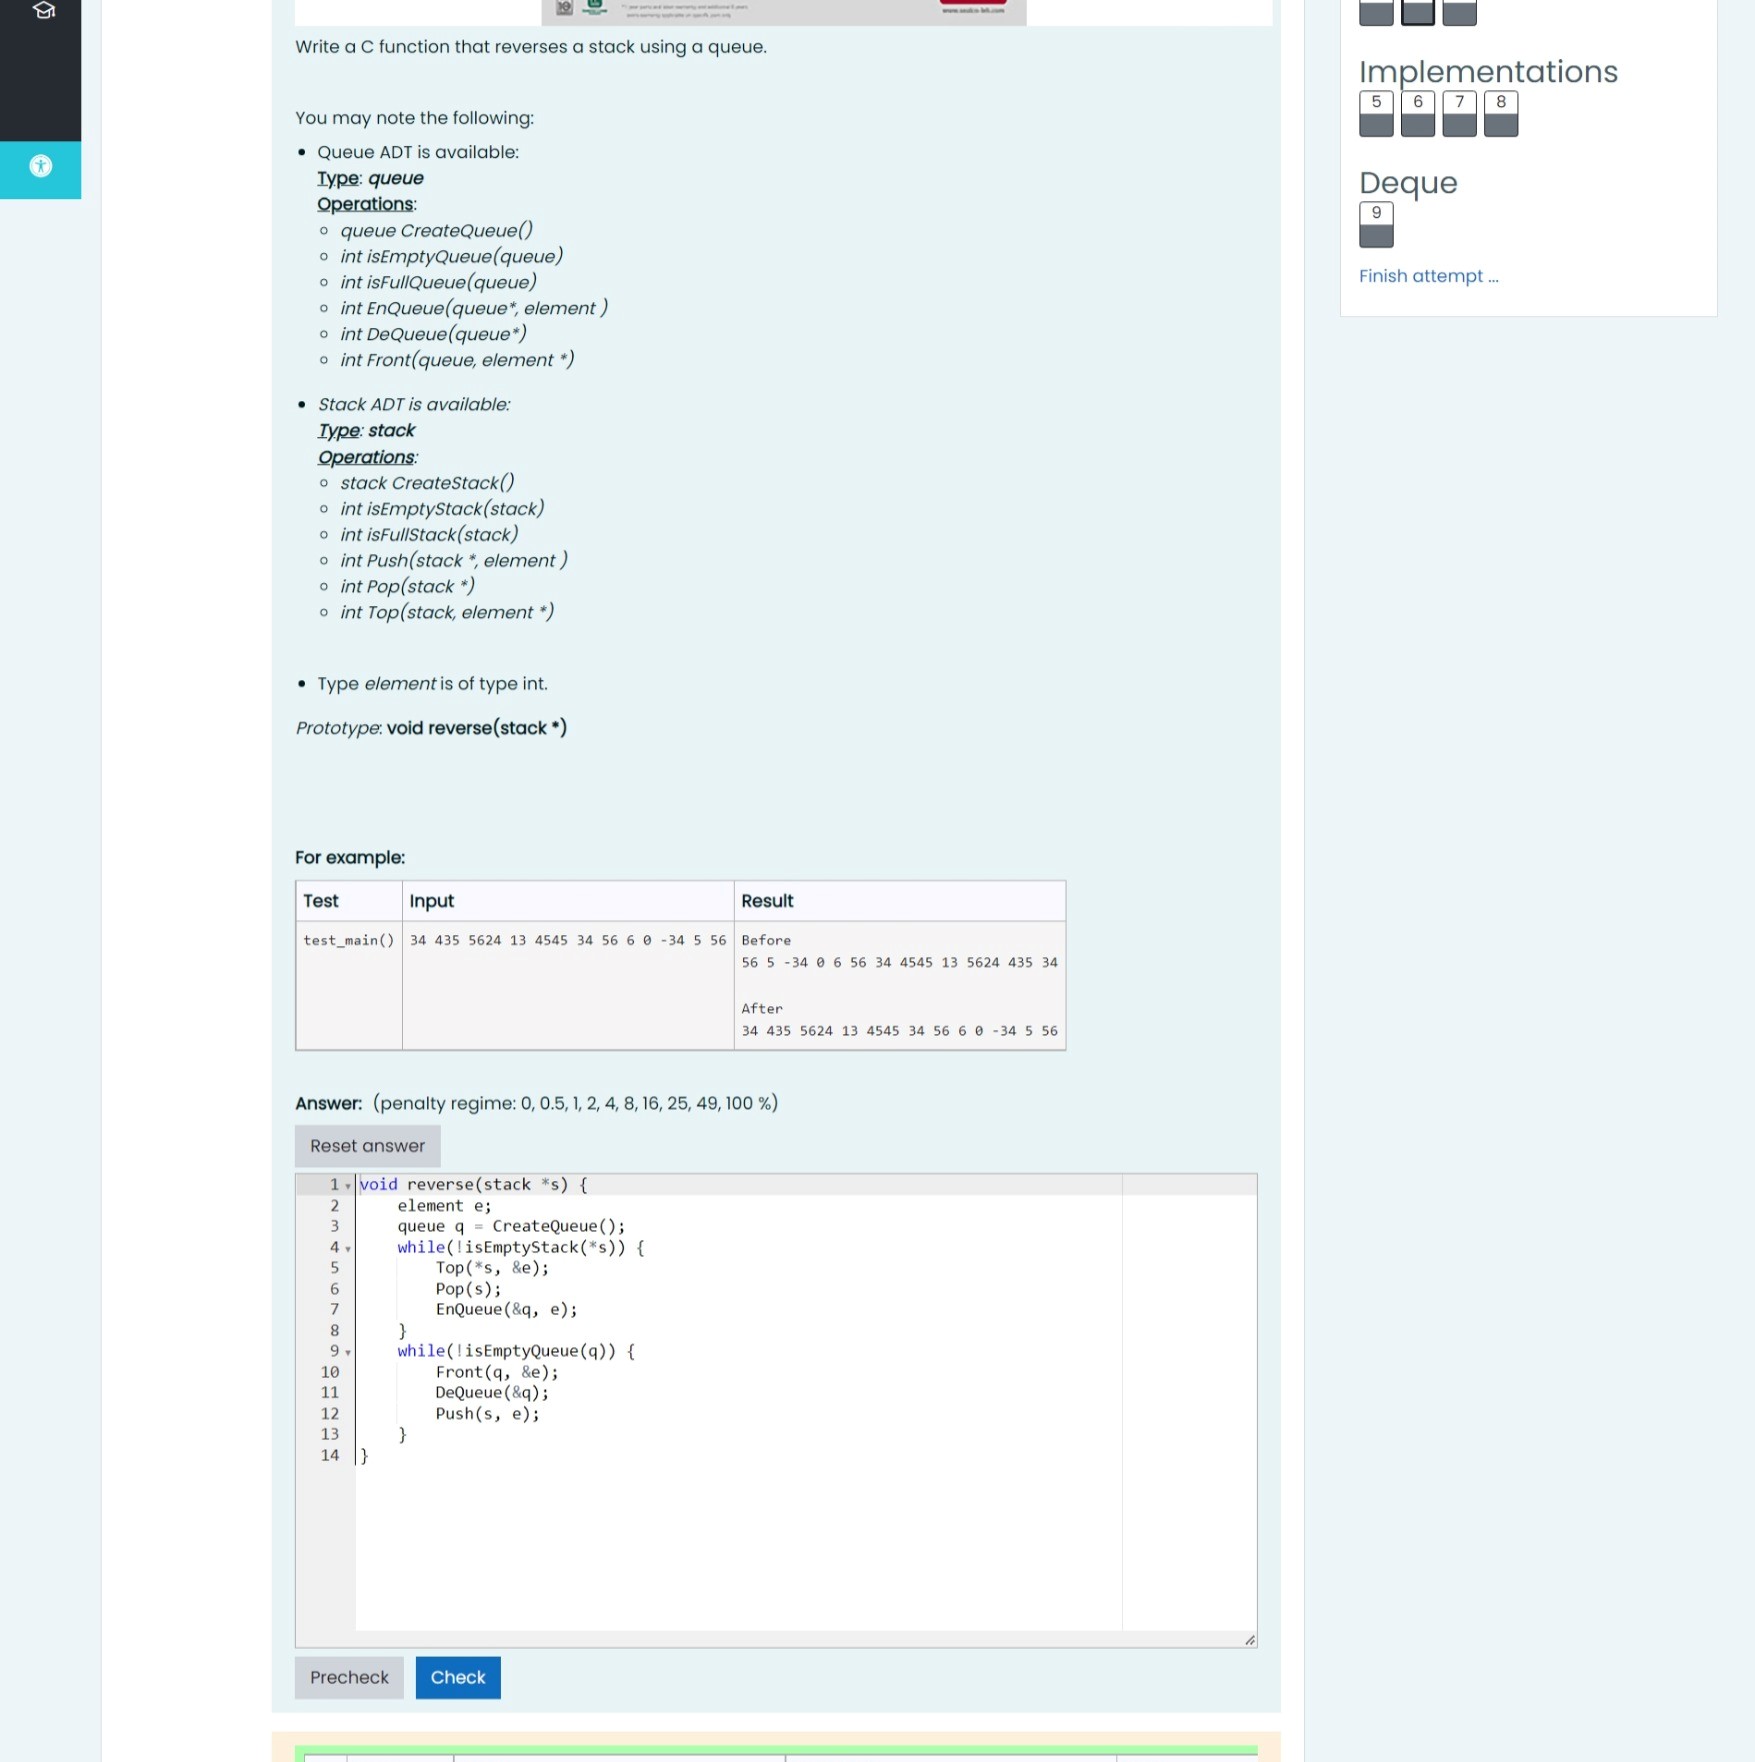 Write a C function that reverses a stack using a queue.
You may note the following:
• Queue ADT is available:
Type: queue
Operations:
◦ queue CreateQueue()
◦ int isEmptyQueue(queue)
◦ int isFullQueue(queue)
◦ int EnQueue(queue*, element )
◦ int DeQueue(queue*)
◦ int Front(queue, element *)
• Stack ADT is available:
Type: stack
Operations:
◦ stack CreateStack()
◦ int isEmptyStack(stack)
◦ int isFullStack(stack)
◦ int Push(stack *, element )
◦ int Pop(stack *)
◦ int Top(stack, element *)
• Type element is of type int.
Prototype: void reverse(stack *)
For example:
Test Input Result
test_main() 34 435 5624 13 4545 34 56 6 0 -34 5 56 Before
56 5 -34 0 6 56 34 4545 13 5624 435 34
After
34 435 5624 13 4545 34 56 6 0 -34 5 56
Answer: (penalty regime: 0, 0.5, 1, 2, 4, 8, 16, 25, 49, 100 %)
Reset answer
1 void reverse(stack *s) {
2 element e;
3 queue q = CreateQueue();
4 while(!isEmptyStack(*s)) {
5 Top(*s, &e);
6 Pop(s);
7 EnQueue(&q, e);
8 }
9 while(!isEmptyQueue(q)) {
10 Front(q, &e);
11 DeQueue(&q);
12 Push(s, e);
13 }
14 }
Precheck Check
Implementations
5 6 7 8
Deque
9
Finish attempt ...